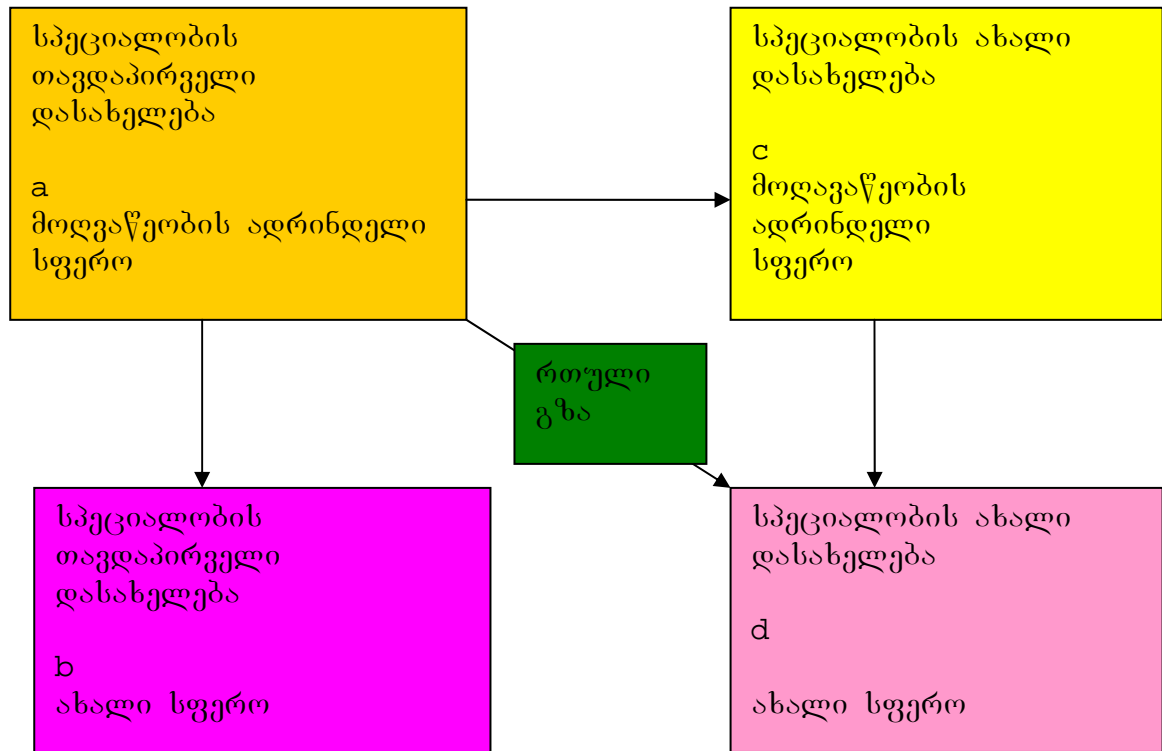 სპეციალობის
თავდაპირველი
დასახელება
a
მოღვაწეობის ადრინდელი
სფერო
სპეციალობის ახალი
დასახელება
c
მოღავაწეობის
ადრინდელი
სფერო
რთული
გზა
სპეციალობის
თავდაპირველი
დასახელება
b
ახალი სფერო
სპეციალობის ახალი
დასახელება
d
ახალი სფერო